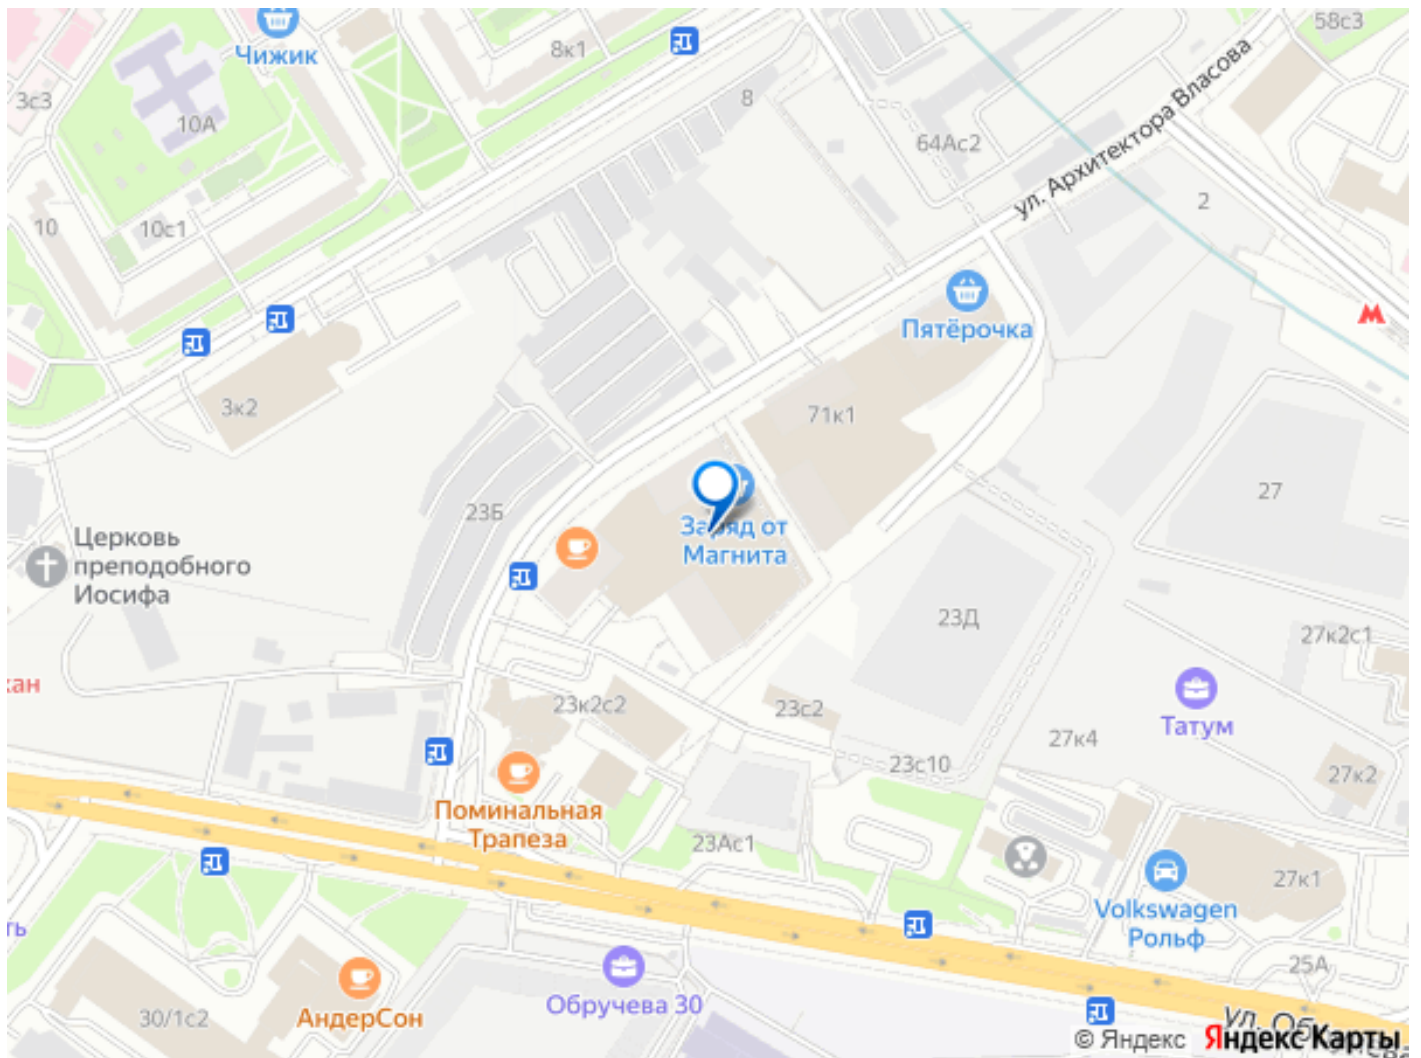 58с3
Чижик
8к1
3с3
8
10А
64Ас2
ул. Архитектора Власова
2
10
10с1
Пятёрочка
3к2
71к1
27
23Б
Заряд от
Магнита
Церковь
преподобного
Иосифа
23Д
27к2с1
23к2с2
23с2
Татум
27к4
23с10
27к2
Поминальная
Трапеза
23Ас1
27к1
Volkswagen
Рольф
25А
Обручева 30
30/1с2
АндерСон
© Яндекс
Яндекс Карты